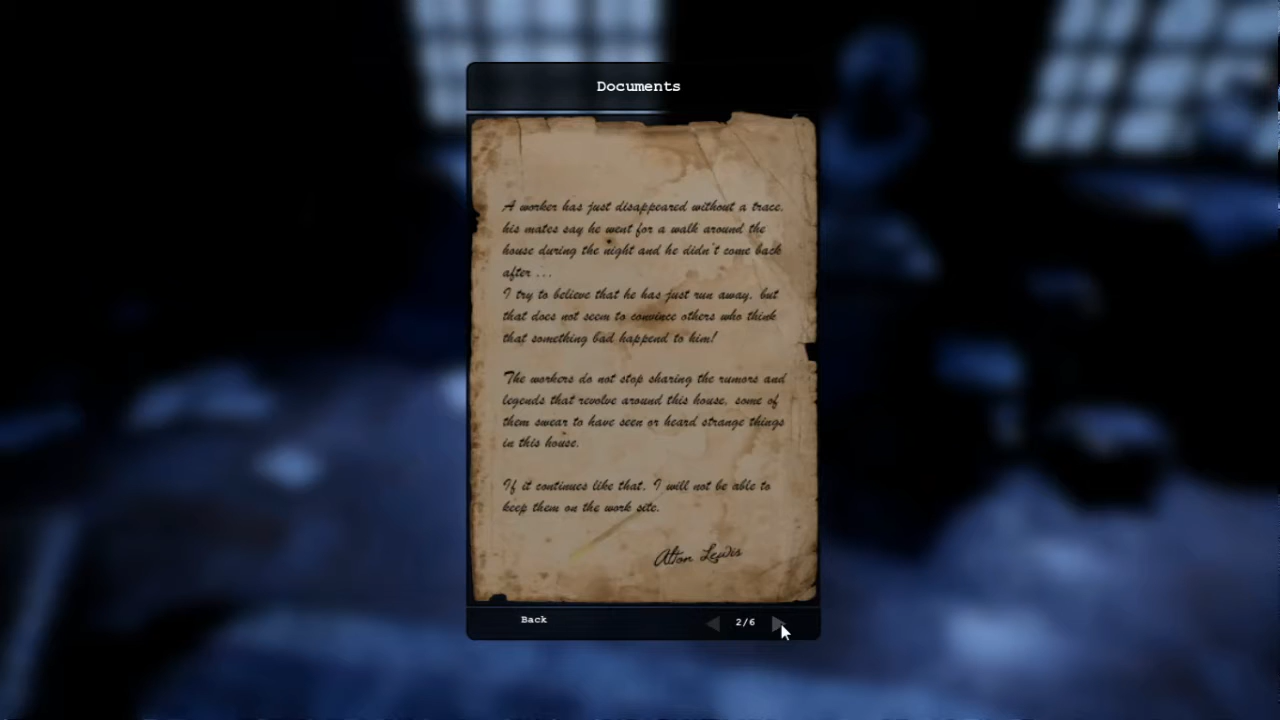 Documents
A worker has just disappeared without a trace,
his mates say he went for a walk around the
house during the night and he didn't come back
after ...
I try to believe that he has just run away, but
that does not seem to convince others who think
that something bad happend to him!
The workers do not stop sharing the rumors and
legends that revolve around this house, some of
them swear to have seen or heard strange things
in this house.
If it continues like that, I will not be able to
keep them on the work site.
Alton Lewis
Back
2/6